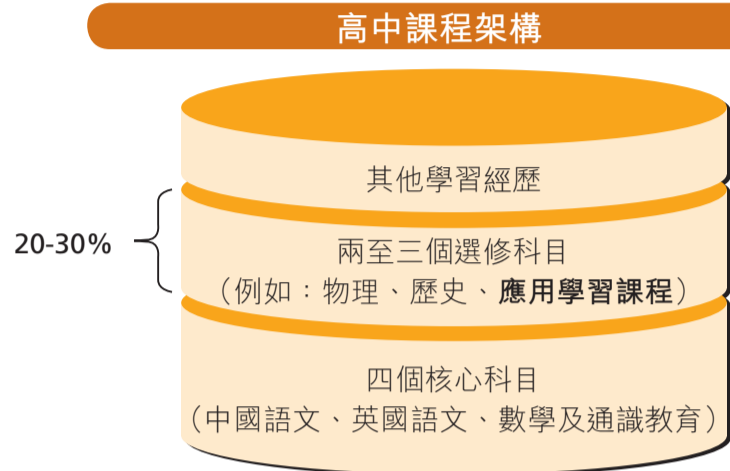 高中課程架構
其他學習經歷
20-30%
兩至三個選修科目
（例如：物理、歷史、應用學習課程）
四個核心科目
（中國語文、英國語文、數學及通識教育）